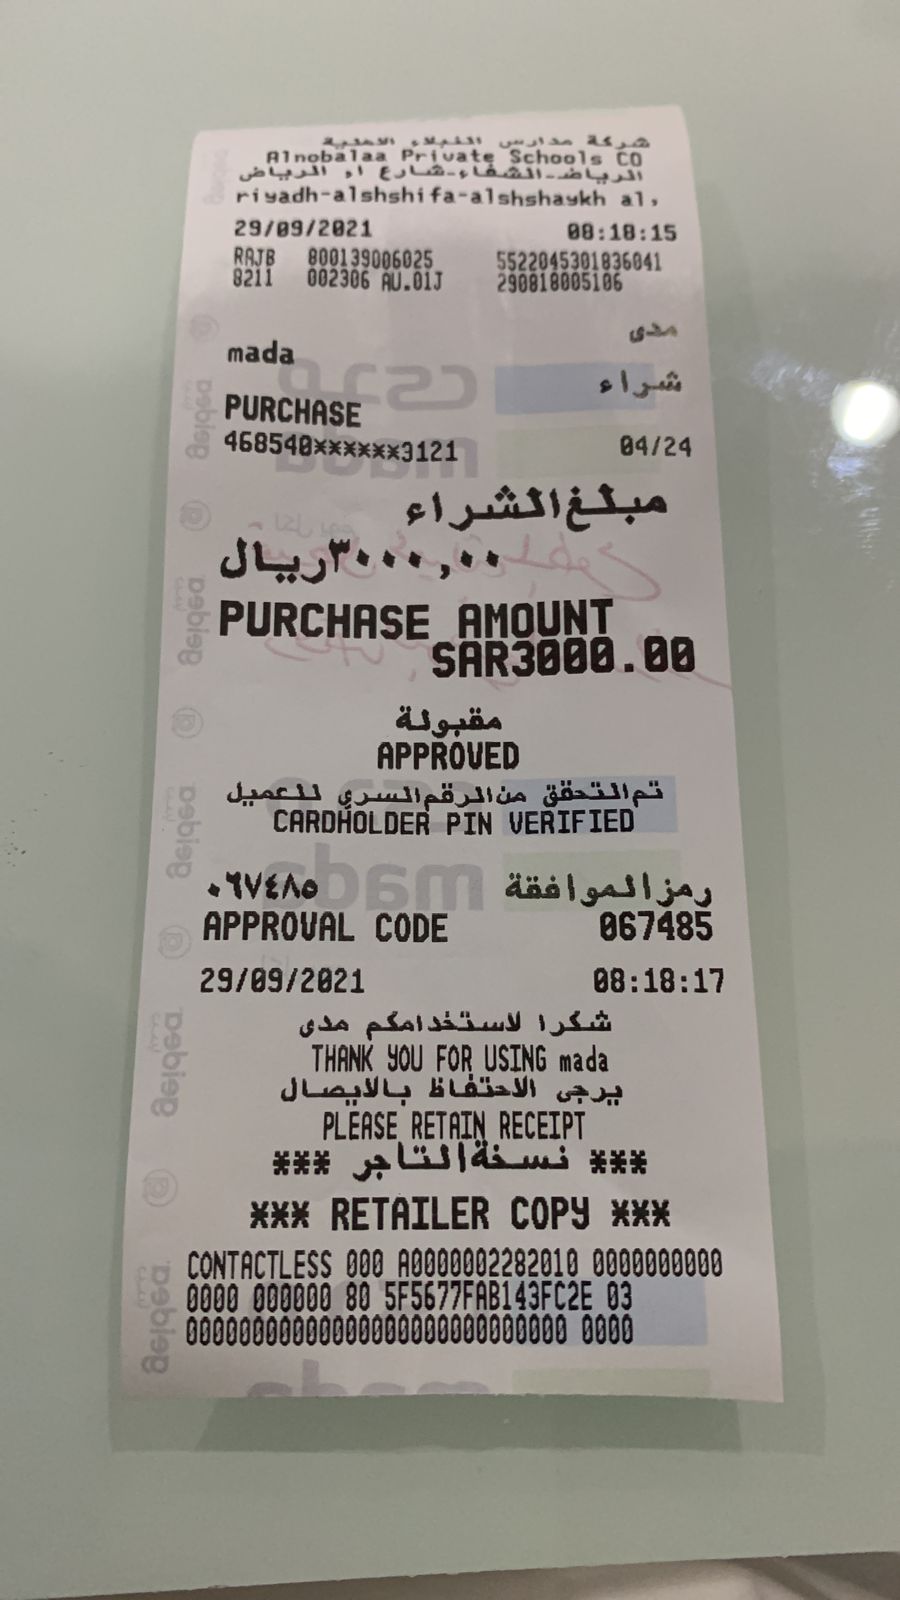 شركة مدارس النبلاء الاهلية
Alnobalaa Private Schools CO
الرياض-الشفاء-شارع ا, الرياض
riyadh-alshshifa-alshshaykh al,
29/09/2021 08:18:15
RAJB 800139006025 5522045301836041
8211 002306 AU.01J 290818005106
مدى
mada
شراء
PURCHASE
468540******3121 04/24
مبلغ الشراء
٣٠٠٠,٠٠ ريال
PURCHASE AMOUNT
SAR3000.00
مقبولة
APPROVED
تم التحقق من الرقم السري للعميل
CARDHOLDER PIN VERIFIED
رمز الموافقة ٠٦٧٤٨٥
APPROVAL CODE 067485
29/09/2021 08:18:17
شكرا لاستخدامكم مدى
THANK YOU FOR USING mada
يرجى الاحتفاظ بالايصال
PLEASE RETAIN RECEIPT
*** نسخة التاجر ***
*** RETAILER COPY ***
CONTACTLESS 000 A0000002282010 0000000000
0000 000000 80 5F5677FAB143FC2E 03
0000000000000000000000000000 0000